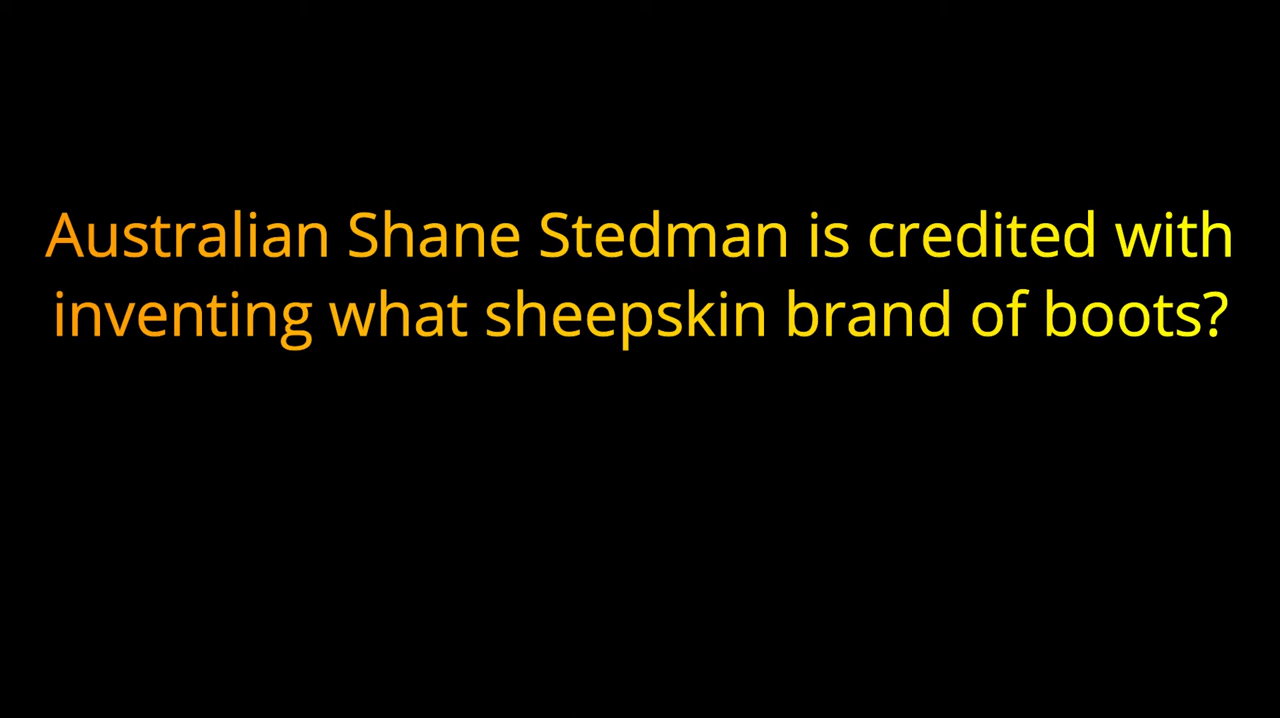 Australian Shane Stedman is credited with
inventing what sheepskin brand of boots?